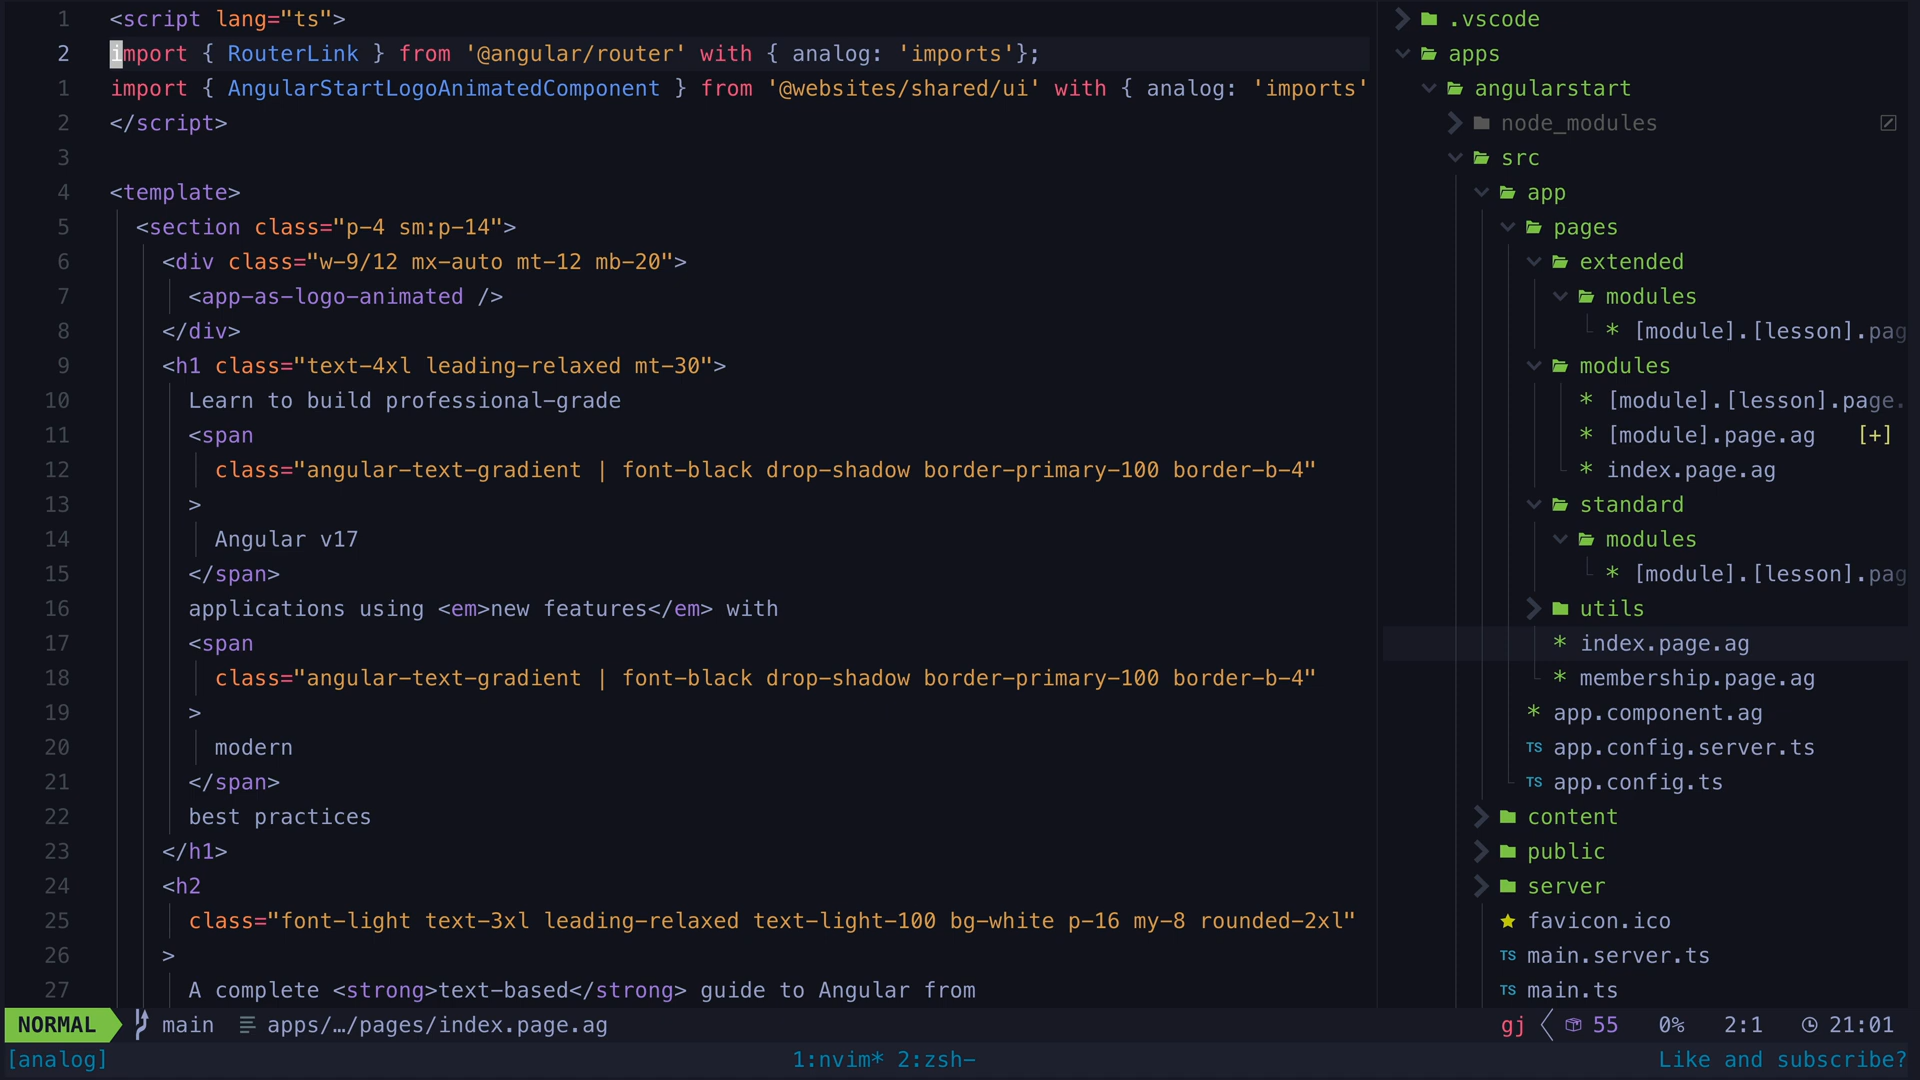 1 <script lang="ts">
2 import { RouterLink } from '@angular/router' with { analog: 'imports'};
1 import { AngularStartLogoAnimatedComponent } from '@websites/shared/ui' with { analog: 'imports'
2 </script>
3
4 <template>
5 <section class="p-4 sm:p-14">
6 <div class="w-9/12 mx-auto mt-12 mb-20">
7 <app-as-logo-animated />
8 </div>
9 <h1 class="text-4xl leading-relaxed mt-30">
10 Learn to build professional-grade
11 <span
12 class="angular-text-gradient | font-black drop-shadow border-primary-100 border-b-4"
13 >
14 Angular v17
15 </span>
16 applications using <em>new features</em> with
17 <span
18 class="angular-text-gradient | font-black drop-shadow border-primary-100 border-b-4"
19 >
20 modern
21 </span>
22 best practices
23 </h1>
24 <h2
25 class="font-light text-3xl leading-relaxed text-light-100 bg-white p-16 my-8 rounded-2xl"
26 >
27 A complete <strong>text-based</strong> guide to Angular from
.vscode
apps
angularstart
node_modules
src
app
pages
extended
modules
* [module].[lesson].pag
modules
* [module].[lesson].page.
* [module].page.ag [+]
* index.page.ag
standard
modules
* [module].[lesson].pag
utils
* index.page.ag
* membership.page.ag
* app.component.ag
TS app.config.server.ts
TS app.config.ts
content
public
server
favicon.ico
TS main.server.ts
TS main.ts
NORMAL main apps/…/pages/index.page.ag gj 55 0% 2:1 21:01
[analog] 1:nvim* 2:zsh- Like and subscribe?